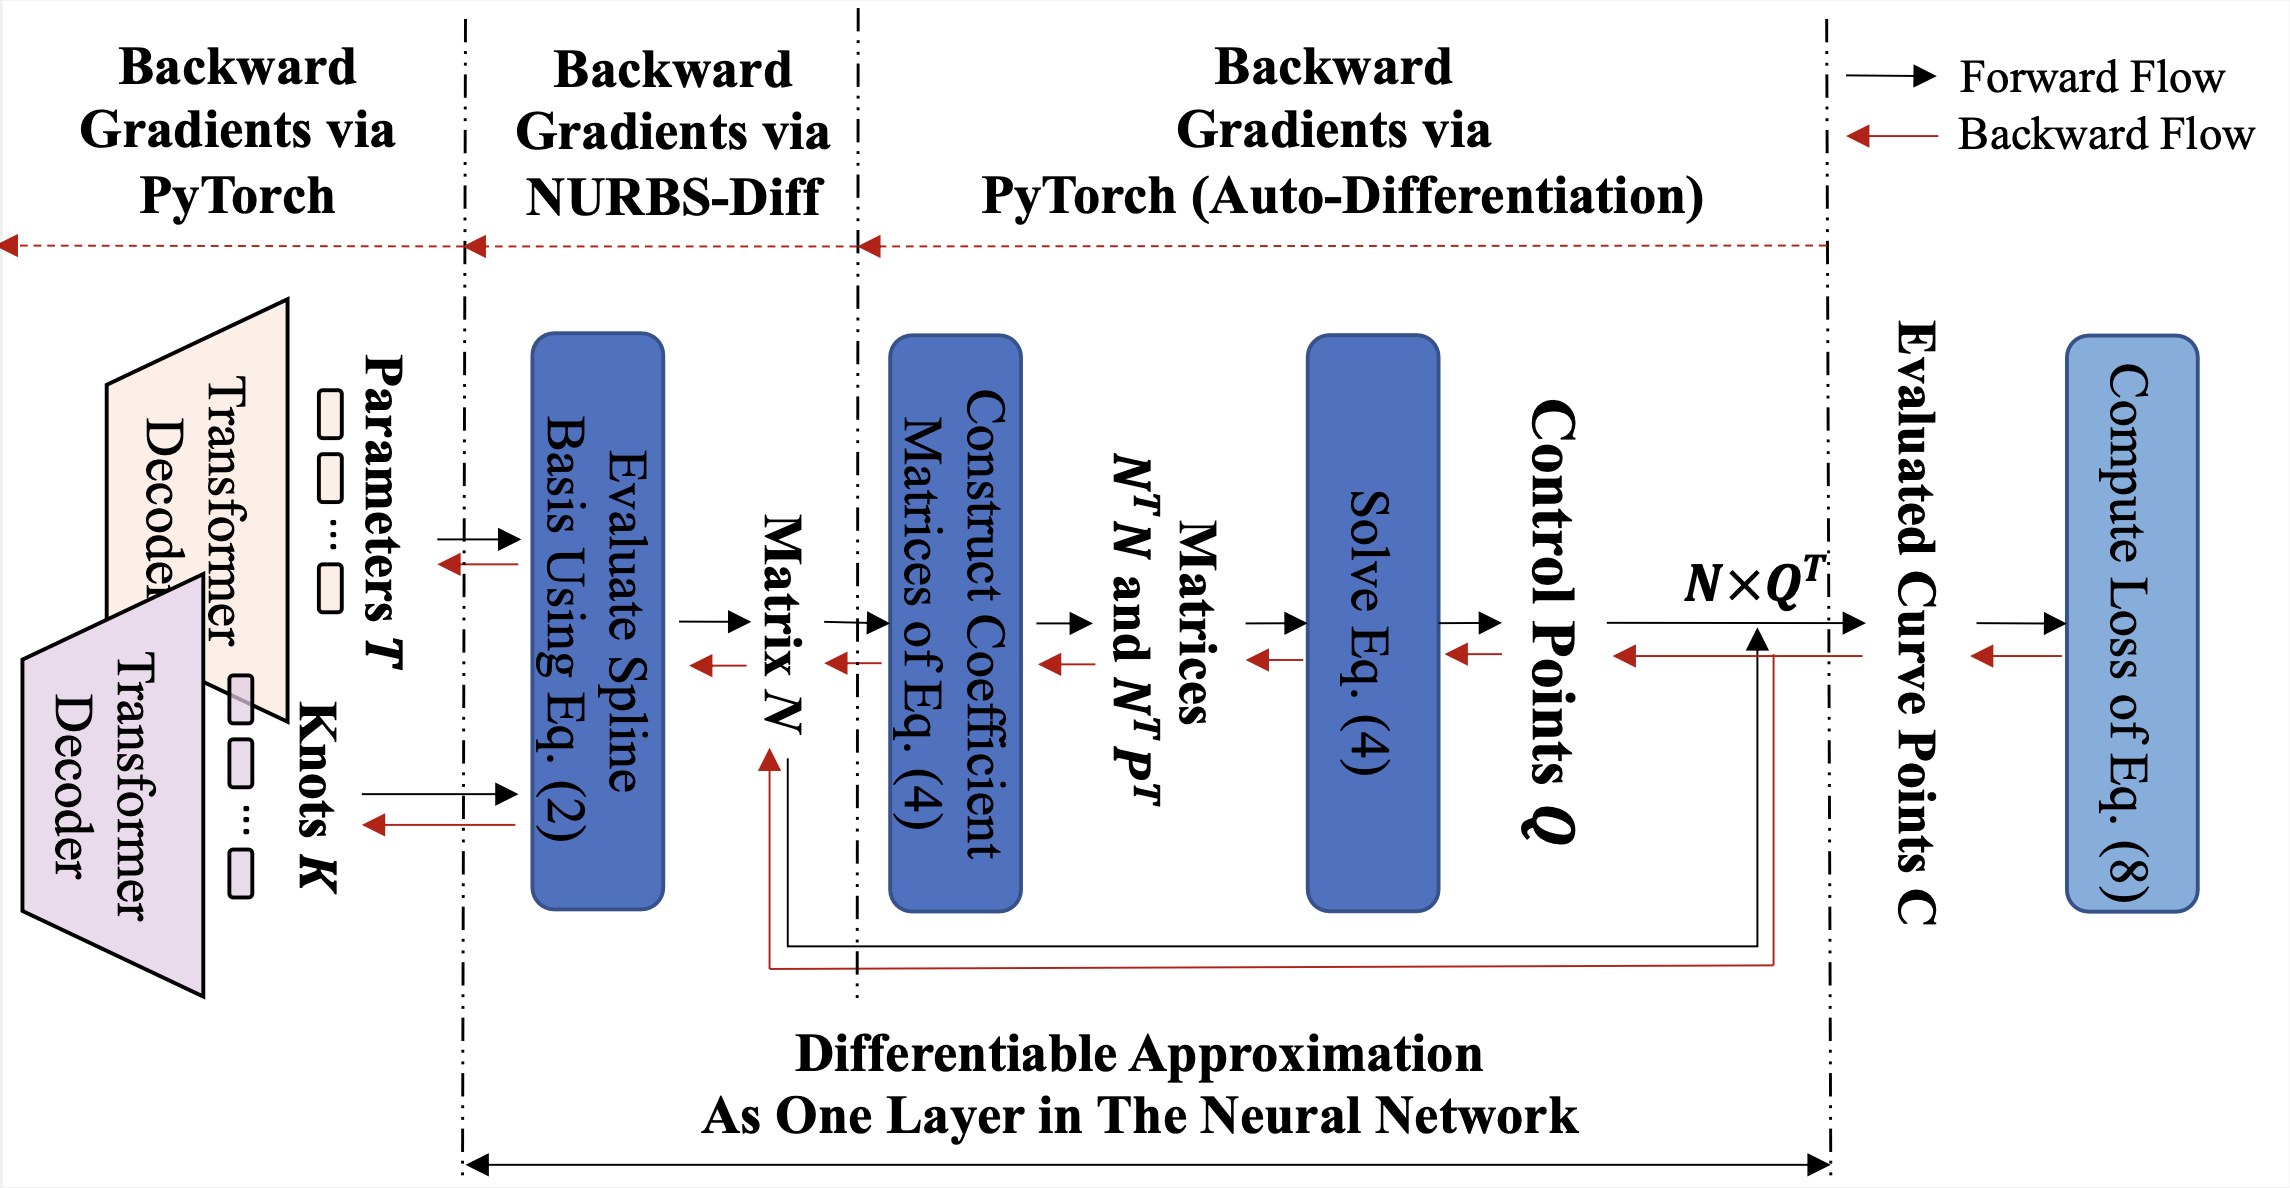 Backward
Gradients via
PyTorch
Backward
Gradients via
NURBS-Diff
Backward
Gradients via
PyTorch (Auto-Differentiation)
Forward Flow
Backward Flow
Transformer
Decoder
Parameters T
Transformer
Decoder
Knots K
Evaluate Spline
Basis Using Eq. (2)
Matrix N
Construct Coefficient
Matrices of Eq. (4)
Matrices
NᵀN and NᵀPᵀ
Solve Eq. (4)
Control Points Q
N×Qᵀ
Evaluated Curve Points C
Compute Loss of Eq. (8)
Differentiable Approximation
As One Layer in The Neural Network